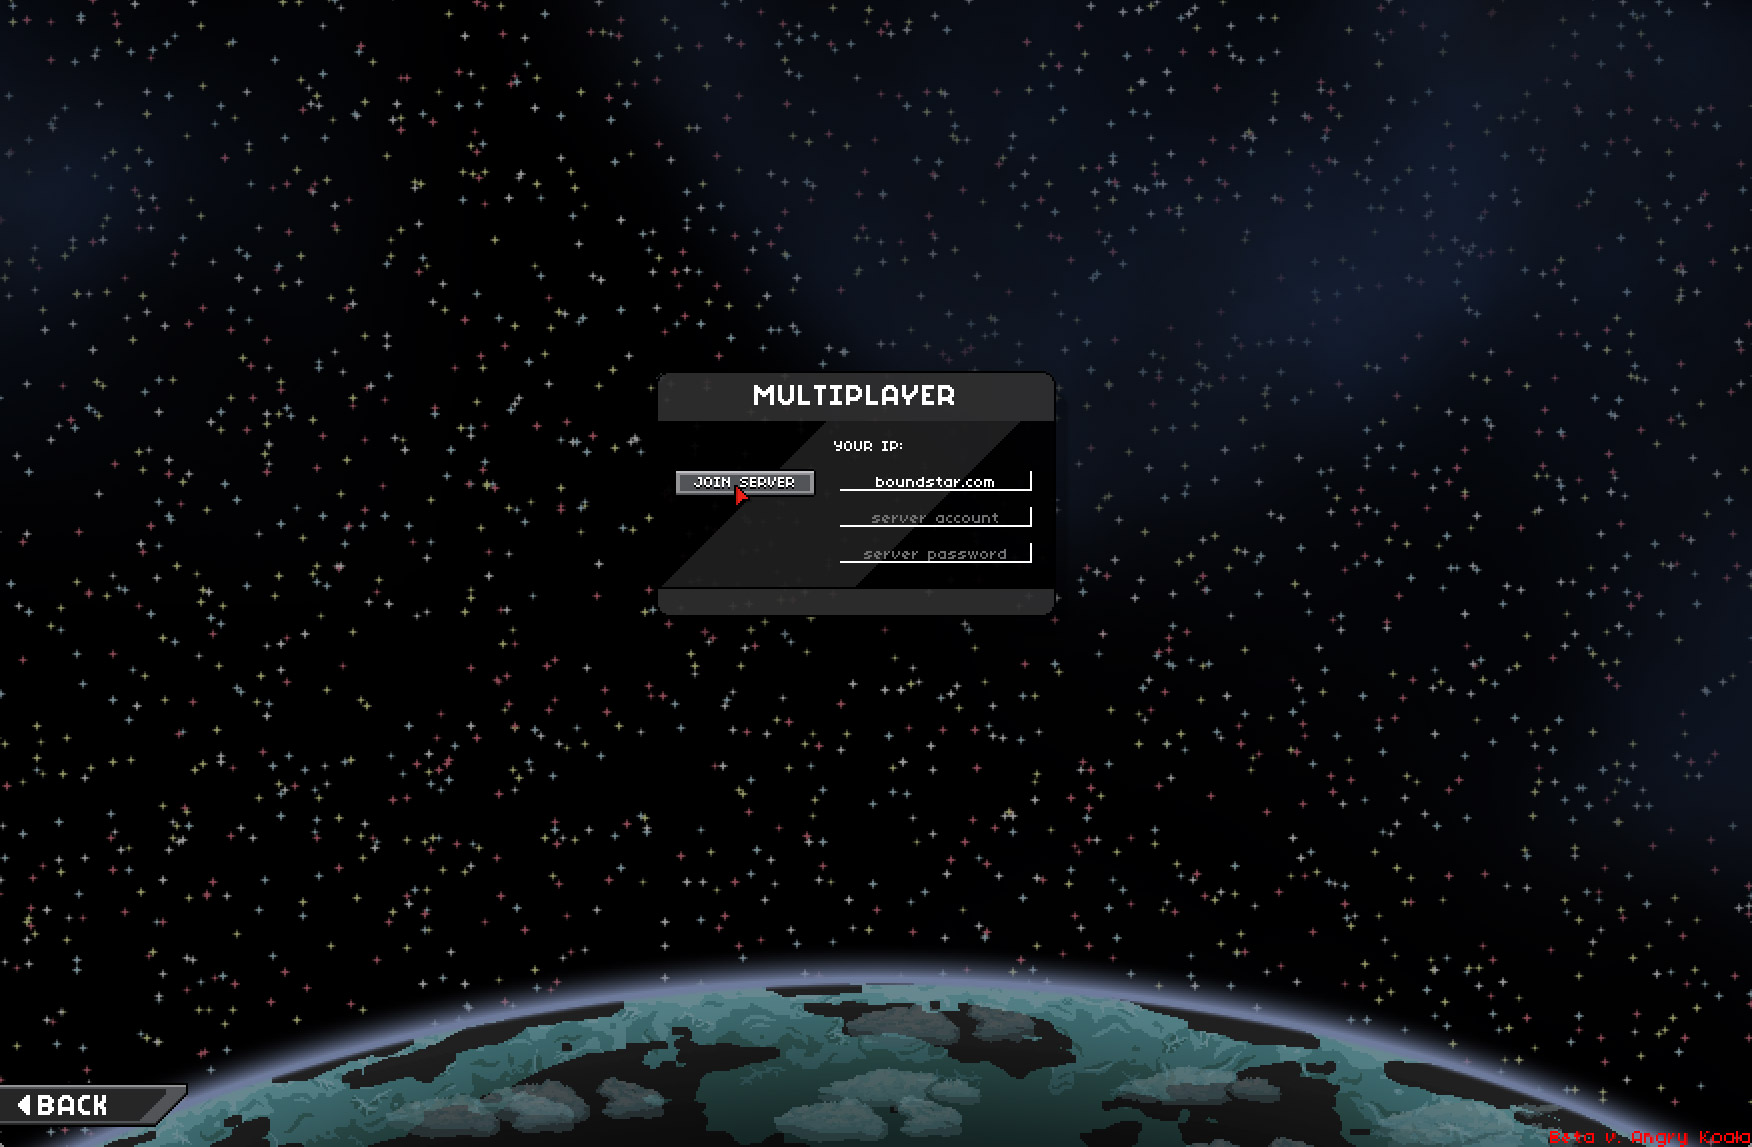 MULTIPLAYER
YOUR IP:
JOIN SERVER
boundstar.com
server account
server password
BACK
Beta v. Angry Koala